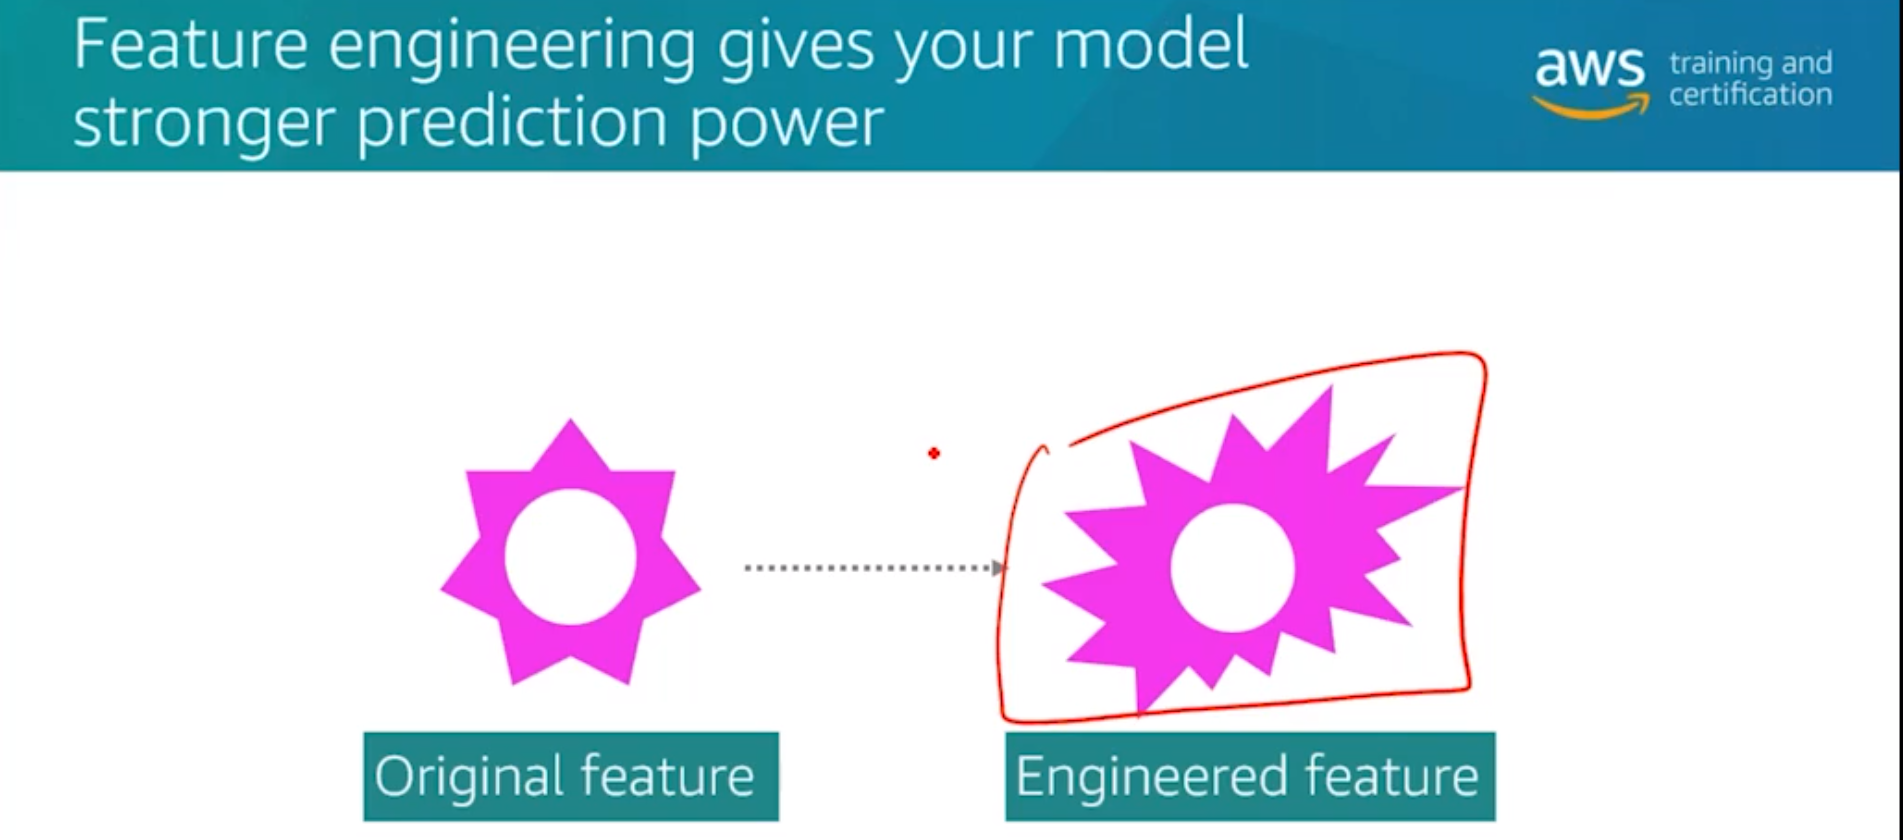 Feature engineering gives your model
stronger prediction power
aws
training and
certification
Original feature
Engineered feature